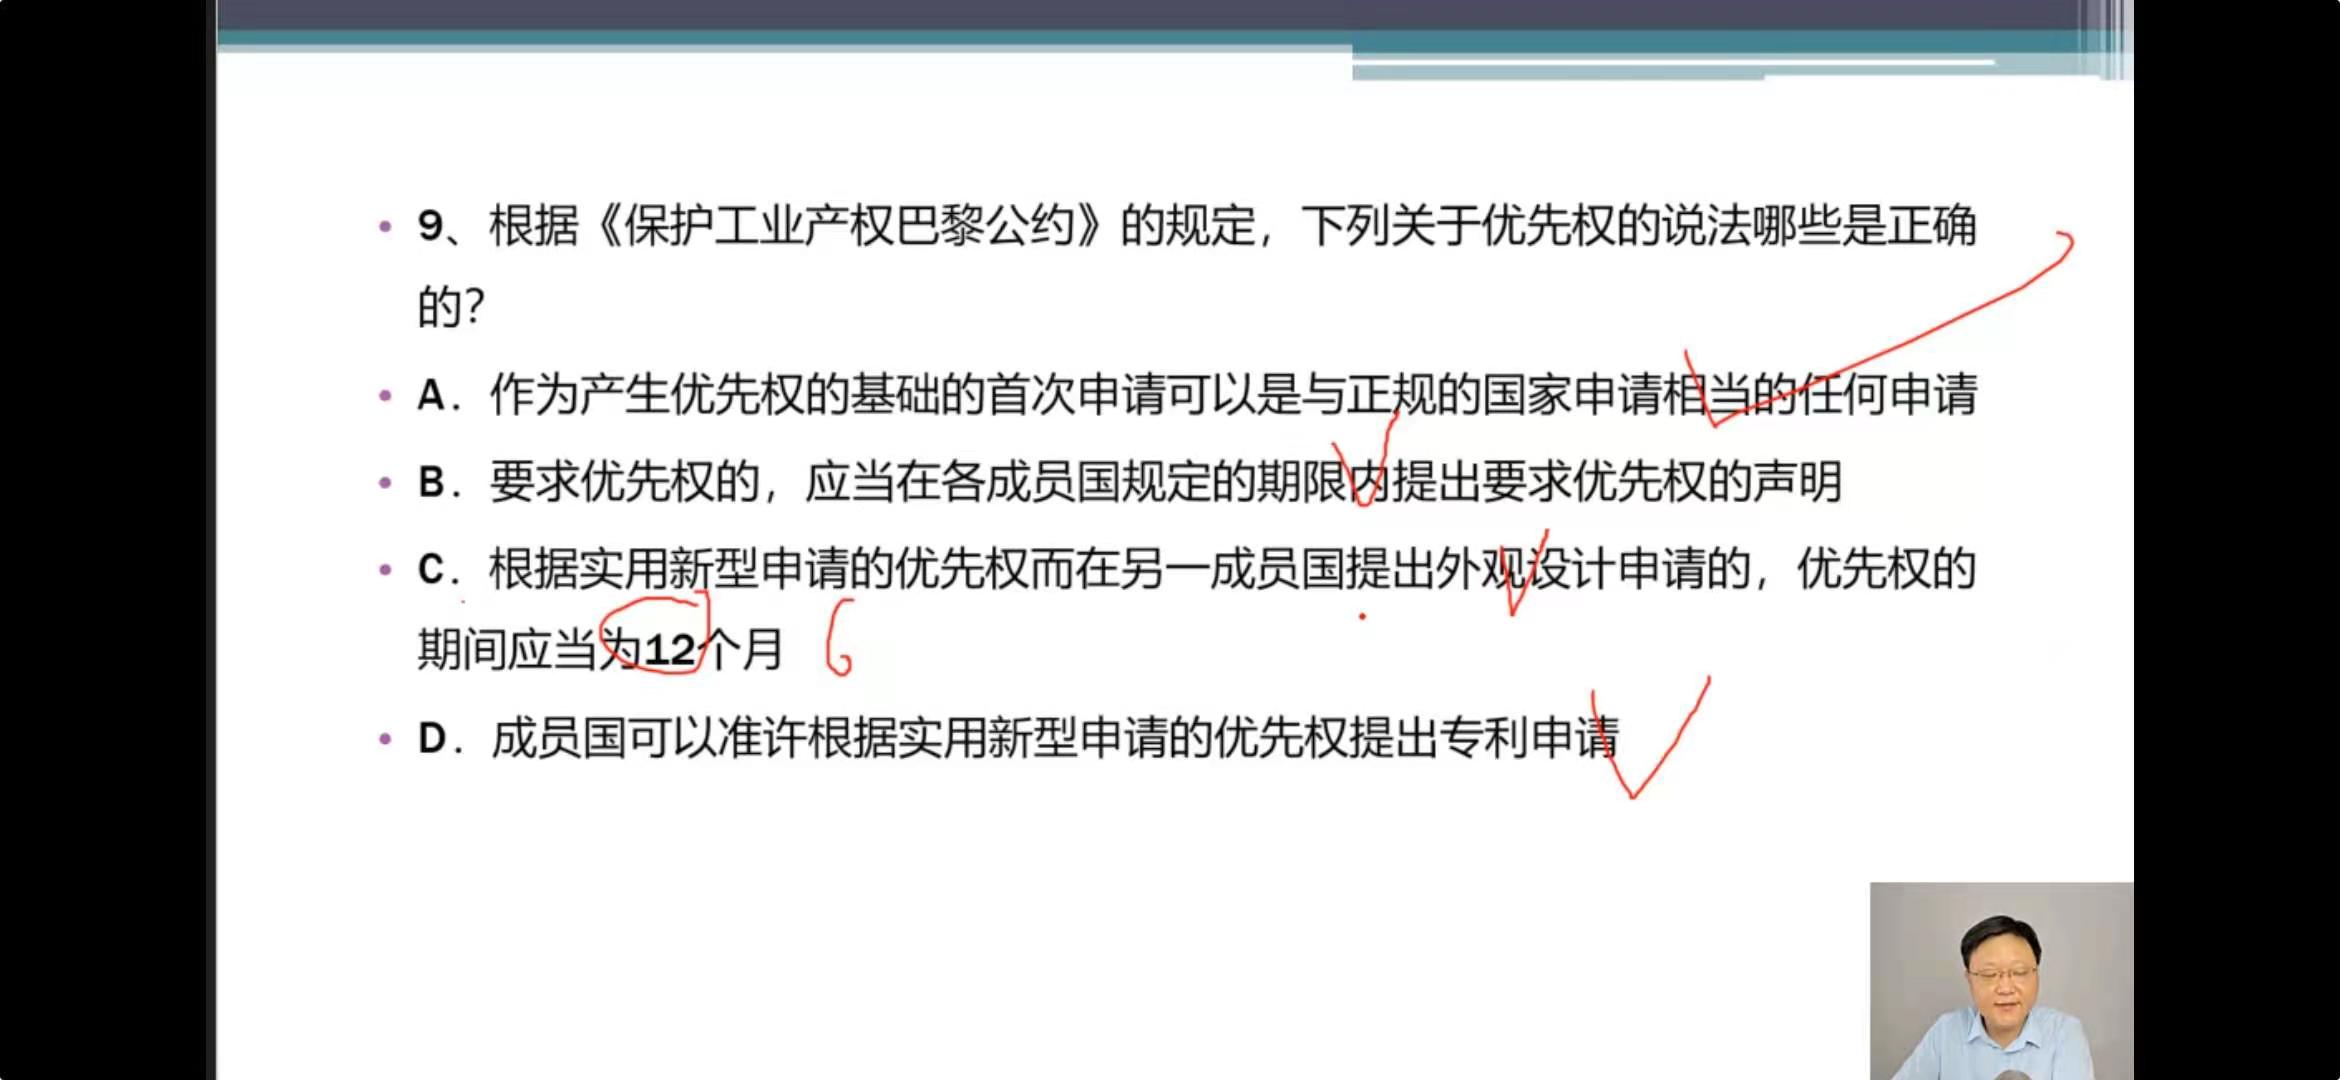 9、根据《保护工业产权巴黎公约》的规定，下列关于优先权的说法哪些是正确
的？
A．作为产生优先权的基础的首次申请可以是与正规的国家申请相当的任何申请
B．要求优先权的，应当在各成员国规定的期限内提出要求优先权的声明
C．根据实用新型申请的优先权而在另一成员国提出外观设计申请的，优先权的
期间应当为12个月 6
D．成员国可以准许根据实用新型申请的优先权提出专利申请